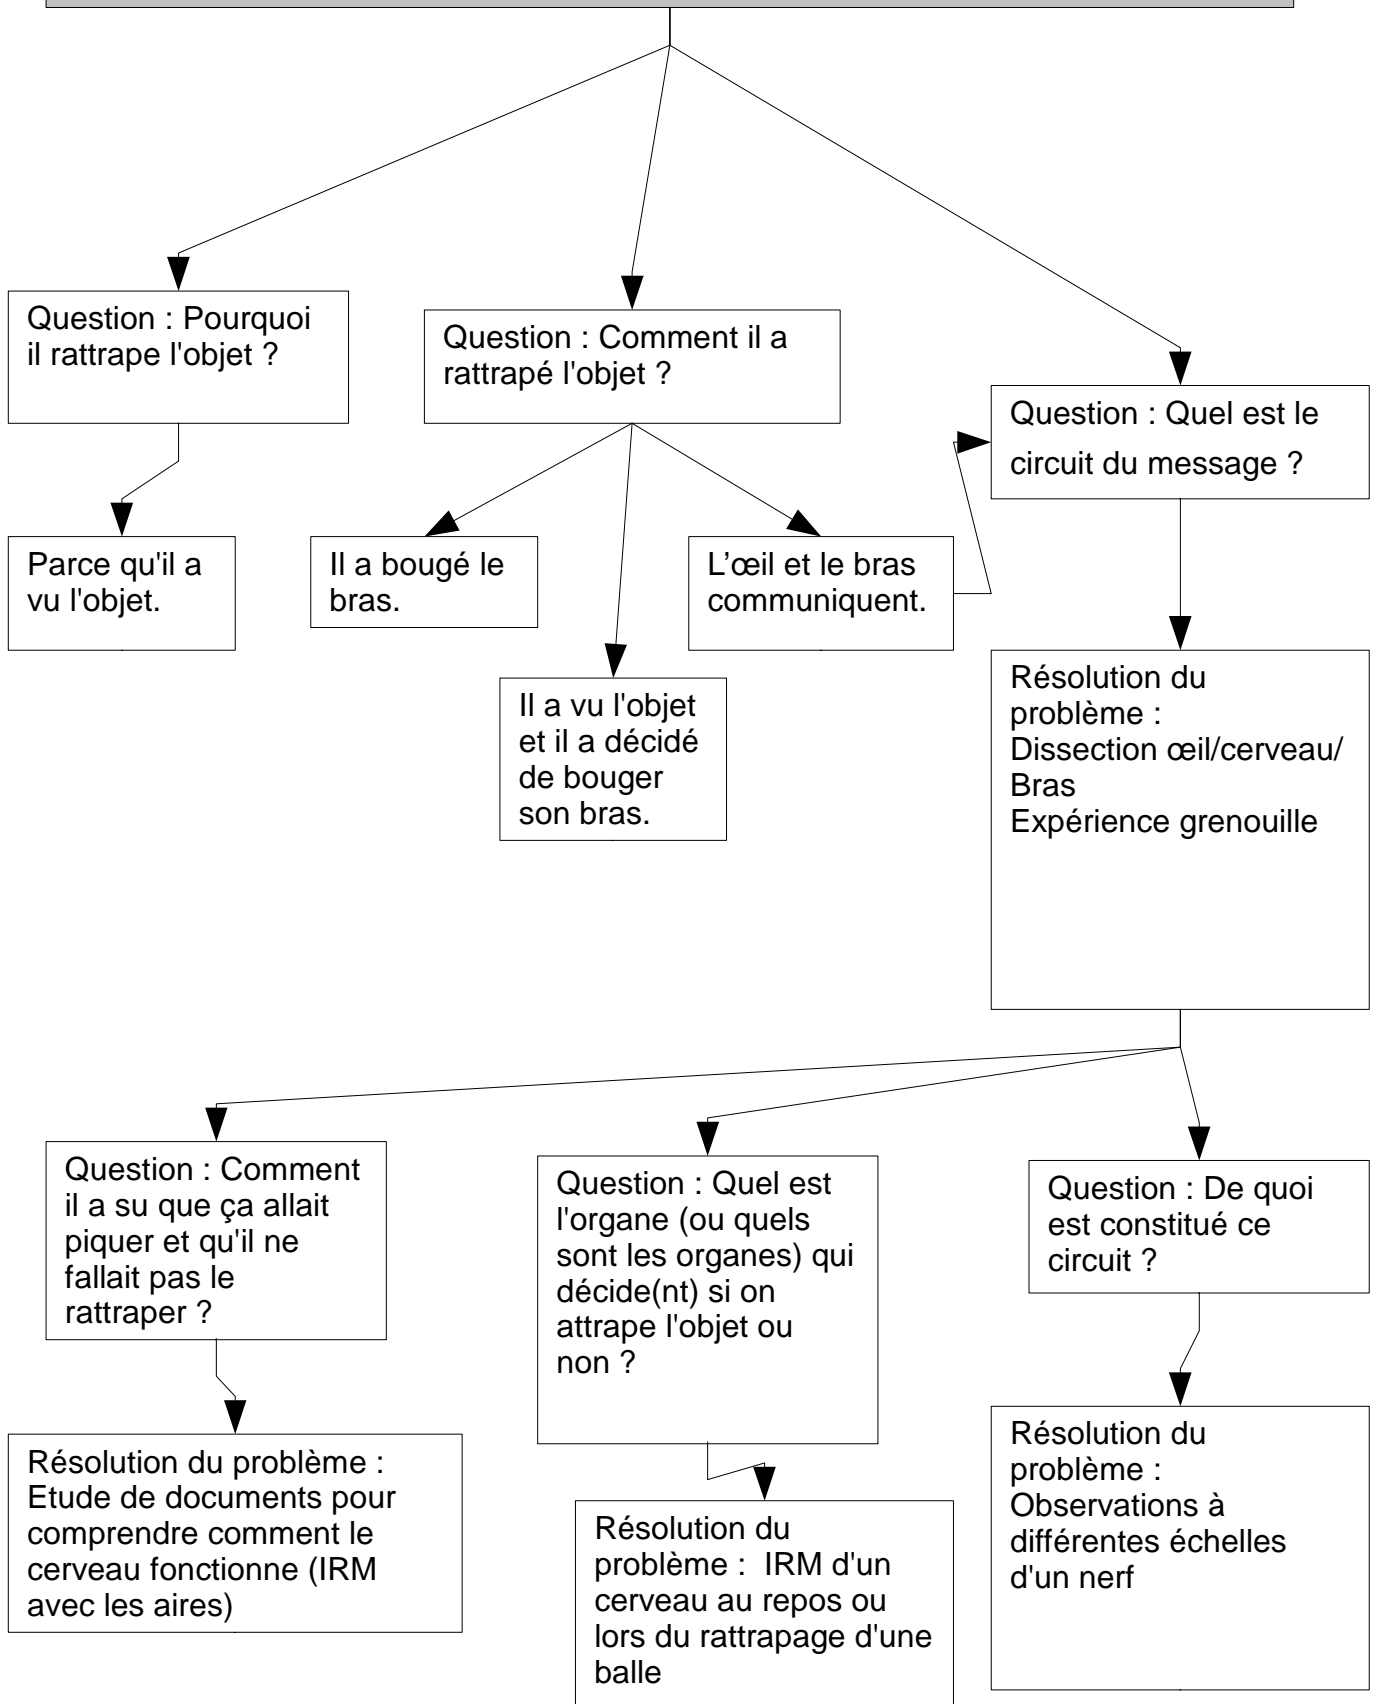 Question : Pourquoi
il rattrape l'objet ?
Question : Comment il a
rattrapé l'objet ?
Question : Quel est le
circuit du message ?
Parce qu'il a
vu l'objet.
Il a bougé le
bras.
L'œil et le bras
communiquent.
Il a vu l'objet
et il a décidé
de bouger
son bras.
Résolution du
problème :
Dissection œil/cerveau/
Bras
Expérience grenouille
Question : Comment
il a su que ça allait
piquer et qu'il ne
fallait pas le
rattraper ?
Question : Quel est
l'organe (ou quels
sont les organes) qui
décide(nt) si on
attrape l'objet ou
non ?
Question : De quoi
est constitué ce
circuit ?
Résolution du problème :
Etude de documents pour
comprendre comment le
cerveau fonctionne (IRM
avec les aires)
Résolution du
problème :  IRM d'un
cerveau au repos ou
lors du rattrapage d'une
balle
Résolution du
problème :
Observations à
différentes échelles
d'un nerf